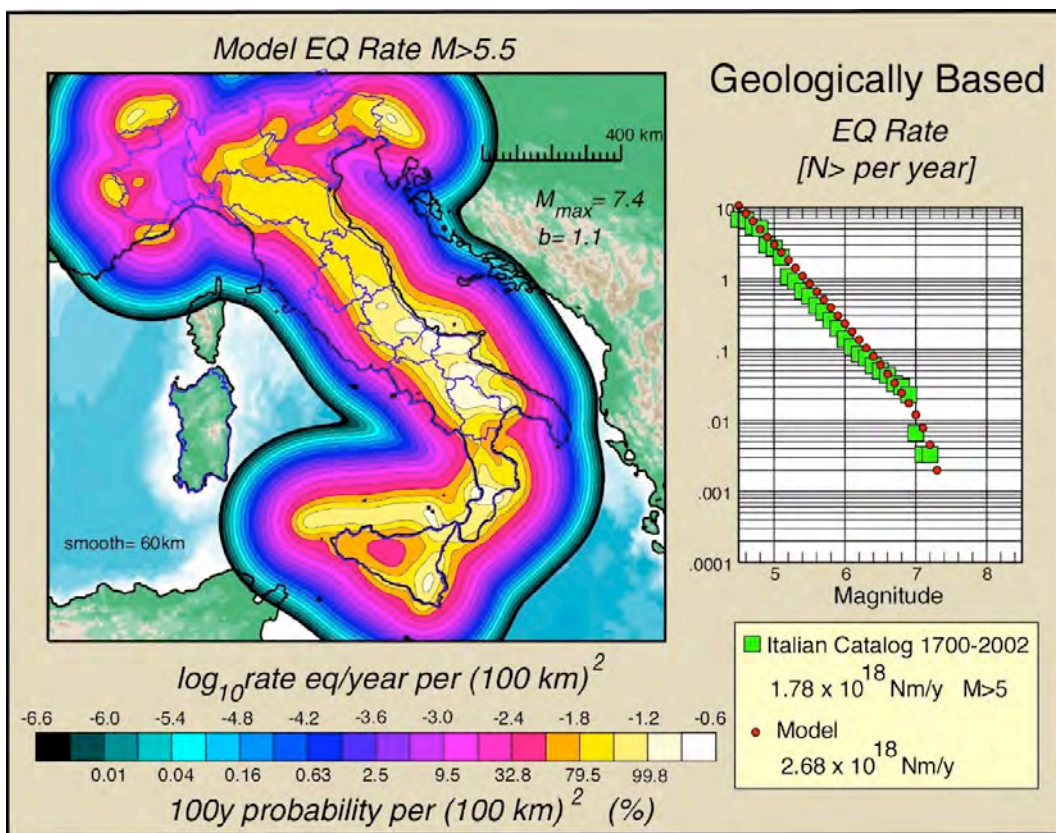 Model EQ Rate M>5.5
400 km
M max = 7.4
b= 1.1
smooth= 60km
log10rate eq/year per (100 km)2
-6.6 -6.0 -5.4 -4.8 -4.2 -3.6 -3.0 -2.4 -1.8 -1.2 -0.6
0.01 0.04 0.16 0.63 2.5 9.5 32.8 79.5 99.8
100y probability per (100 km)2 (%)
Geologically Based
EQ Rate
[N> per year]
10
1
.1
.01
.001
.0001
5 6 7 8
Magnitude
Italian Catalog 1700-2002
1.78 x 10 18 Nm/y M>5
Model
2.68 x 10 18 Nm/y